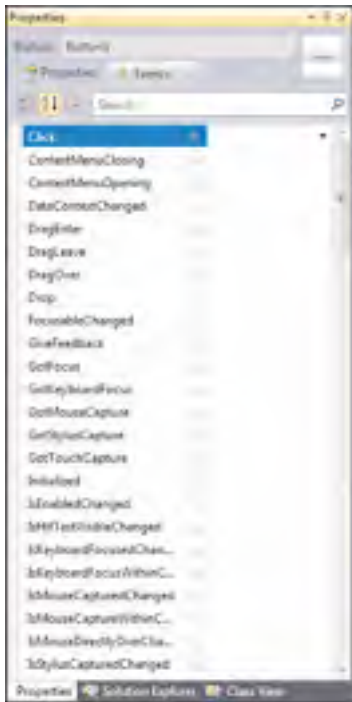 Properties
Button Button1
Properties Events
Search
Click
ContextMenuClosing
ContextMenuOpening
DataContextChanged
DragEnter
DragLeave
DragOver
Drop
FocusableChanged
GiveFeedback
GotFocus
GotKeyboardFocus
GotMouseCapture
GotStylusCapture
GotTouchCapture
Initialized
IsEnabledChanged
IsHitTestVisibleChanged
IsKeyboardFocusedChan...
IsKeyboardFocusWithinC...
IsMouseCapturedChanged
IsMouseCaptureWithinC...
IsMouseDirectlyOverCha...
IsStylusCapturedChanged
Properties Solution Explorer Class View